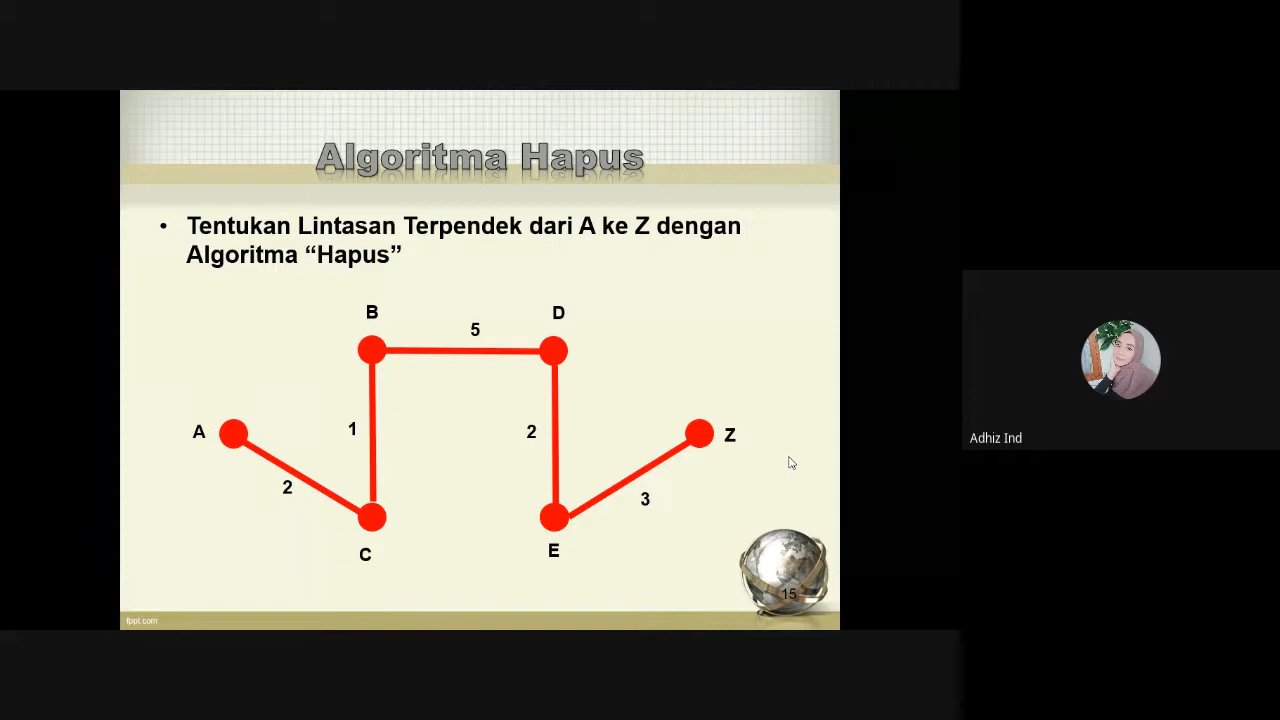 Algoritma Hapus
• Tentukan Lintasan Terpendek dari A ke Z dengan
Algoritma “Hapus”
B
D
5
A
1
2
Z
2
3
C
E
15
fppt.com
Adhiz Ind